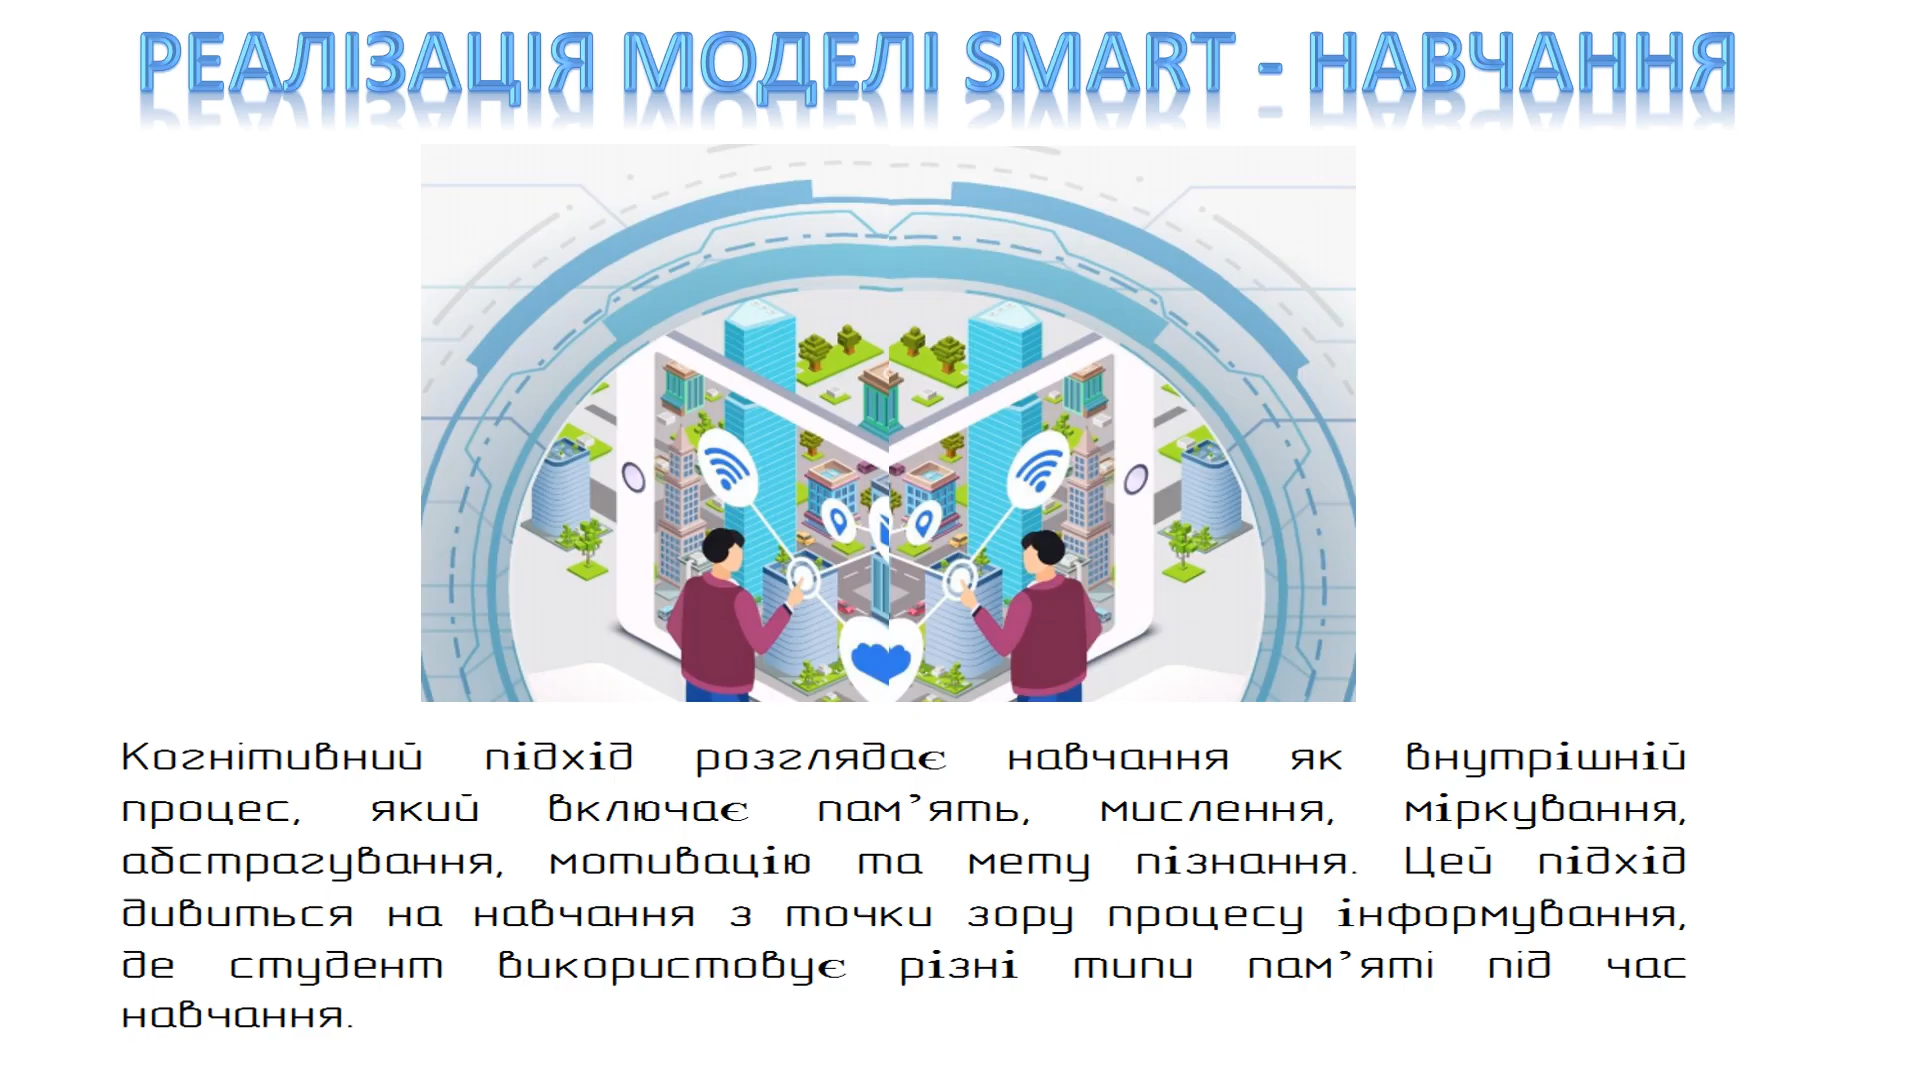 РЕАЛІЗАЦІЯ МОДЕЛІ SMART - НАВЧАННЯ
Когнітивний підхід розглядає навчання як внутрішній
процес, який включає пам’ять, мислення, міркування,
абстрагування, мотивацію та мету пізнання. Цей підхід
дивиться на навчання з точки зору процесу інформування,
де студент використовує різні типи пам’яті під час
навчання.